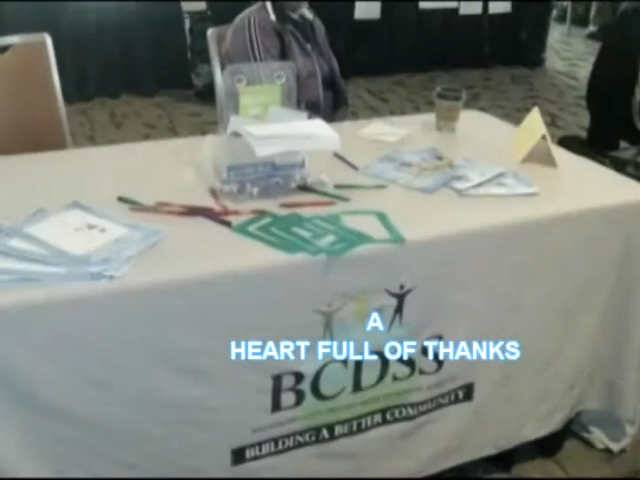 A
HEART FULL OF THANKS
BCDSS
BUILDING A BETTER COMMUNITY